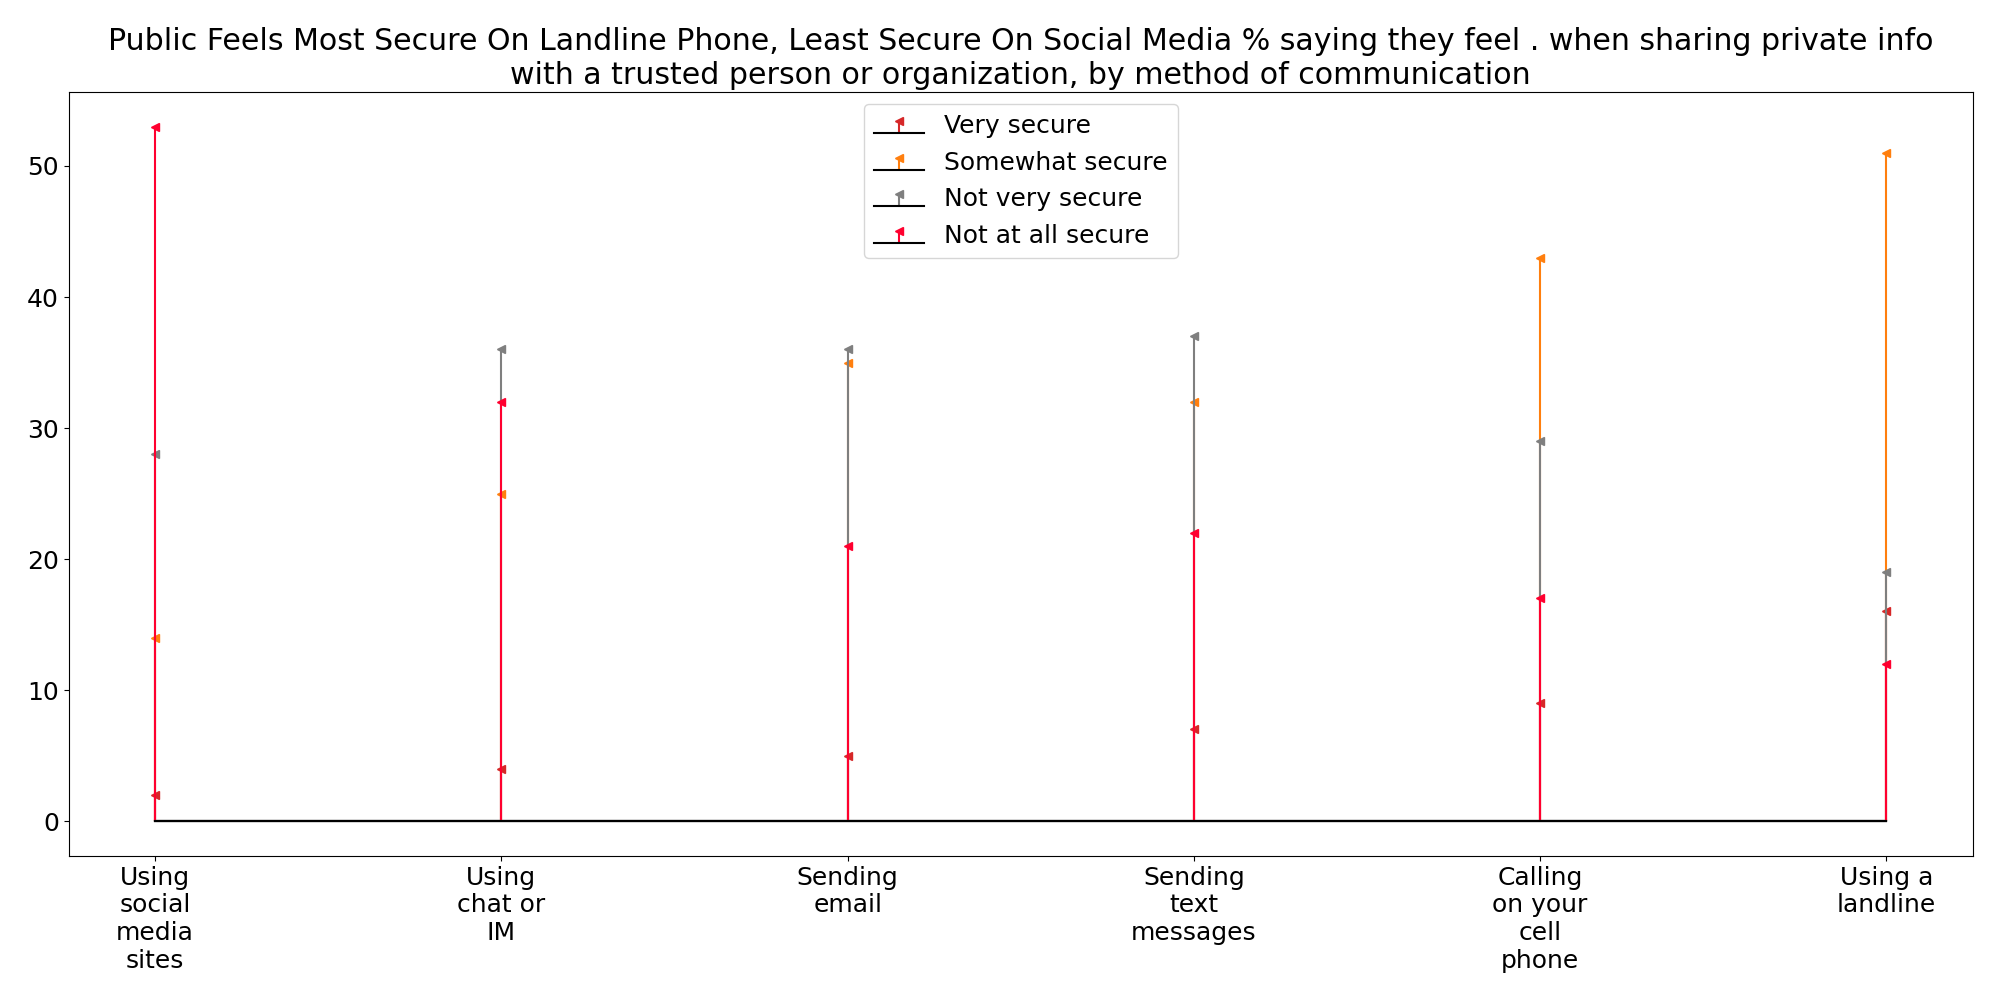 Public Feels Most Secure On Landline Phone, Least Secure On Social Media % saying they feel . when sharing private info
with a trusted person or organization, by method of communication
Very secure
Somewhat secure
Not very secure
Not at all secure
50
40
30
20
10
0
Using
social
media
sites
Using
chat or
IM
Sending
email
Sending
text
messages
Calling
on your
cell
phone
Using a
landline